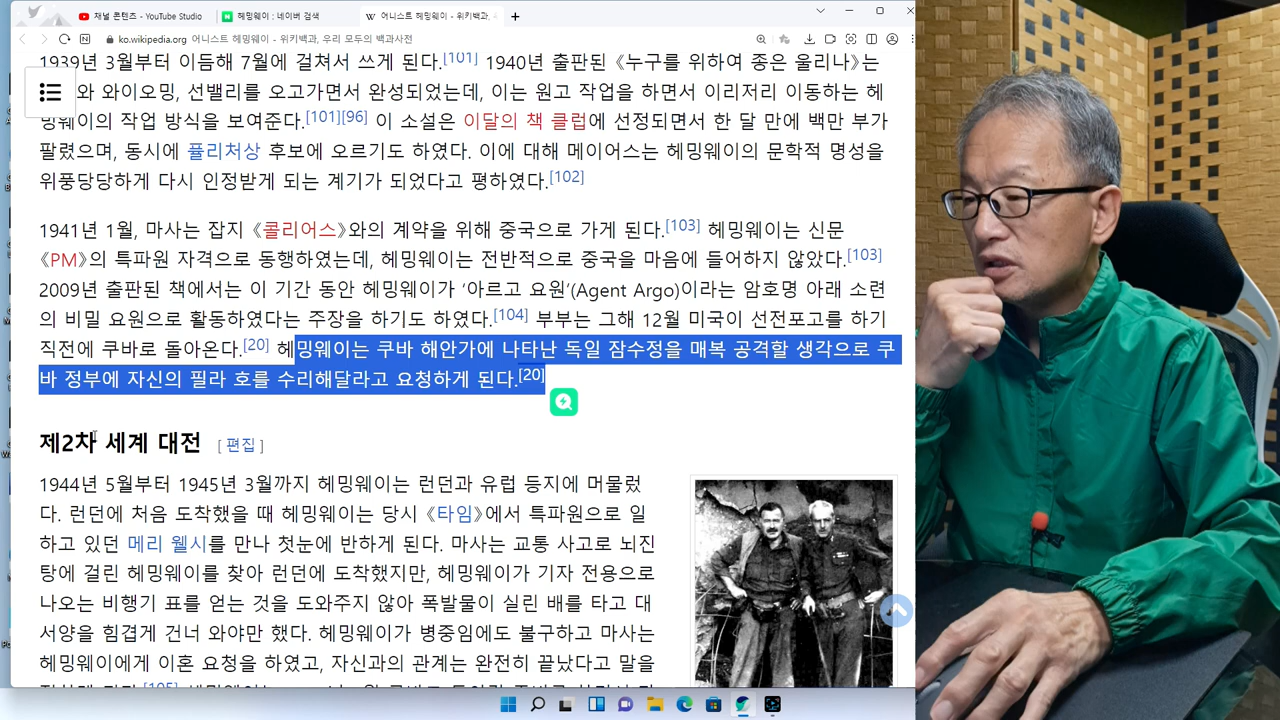 채널 콘텐츠 - YouTube Studio
헤밍웨이 : 네이버 검색
어니스트 헤밍웨이 - 위키백과,
ko.wikipedia.org 어니스트 헤밍웨이 - 위키백과, 우리 모두의 백과사전
1939년 3월부터 이듬해 7월에 걸쳐서 쓰게 된다.[101] 1940년 출판된 《누구를 위하여 종은 울리나》는
와 와이오밍, 선밸리를 오고가면서 완성되었는데, 이는 원고 작업을 하면서 이리저리 이동하는 헤
밍웨이의 작업 방식을 보여준다.[101][96] 이 소설은 이달의 책 클럽에 선정되면서 한 달 만에 백만 부가
팔렸으며, 동시에 퓰리처상 후보에 오르기도 하였다. 이에 대해 메이어스는 헤밍웨이의 문학적 명성을
위풍당당하게 다시 인정받게 되는 계기가 되었다고 평하였다.[102]
1941년 1월, 마사는 잡지 《콜리어스》와의 계약을 위해 중국으로 가게 된다.[103] 헤밍웨이는 신문
《PM》의 특파원 자격으로 동행하였는데, 헤밍웨이는 전반적으로 중국을 마음에 들어하지 않았다.[103]
2009년 출판된 책에서는 이 기간 동안 헤밍웨이가 ‘아르고 요원’(Agent Argo)이라는 암호명 아래 소련
의 비밀 요원으로 활동하였다는 주장을 하기도 하였다.[104] 부부는 그해 12월 미국이 선전포고를 하기
직전에 쿠바로 돌아온다.[20] 헤밍웨이는 쿠바 해안가에 나타난 독일 잠수정을 매복 공격할 생각으로 쿠
바 정부에 자신의 필라 호를 수리해달라고 요청하게 된다.[20]
제2차 세계 대전 [ 편집 ]
1944년 5월부터 1945년 3월까지 헤밍웨이는 런던과 유럽 등지에 머물렀
다. 런던에 처음 도착했을 때 헤밍웨이는 당시 《타임》에서 특파원으로 일
하고 있던 메리 웰시를 만나 첫눈에 반하게 된다. 마사는 교통 사고로 뇌진
탕에 걸린 헤밍웨이를 찾아 런던에 도착했지만, 헤밍웨이가 기자 전용으로
나오는 비행기 표를 얻는 것을 도와주지 않아 폭발물이 실린 배를 타고 대
서양을 힘겹게 건너 와야만 했다. 헤밍웨이가 병중임에도 불구하고 마사는
헤밍웨이에게 이혼 요청을 하였고, 자신과의 관계는 완전히 끝났다고 말을